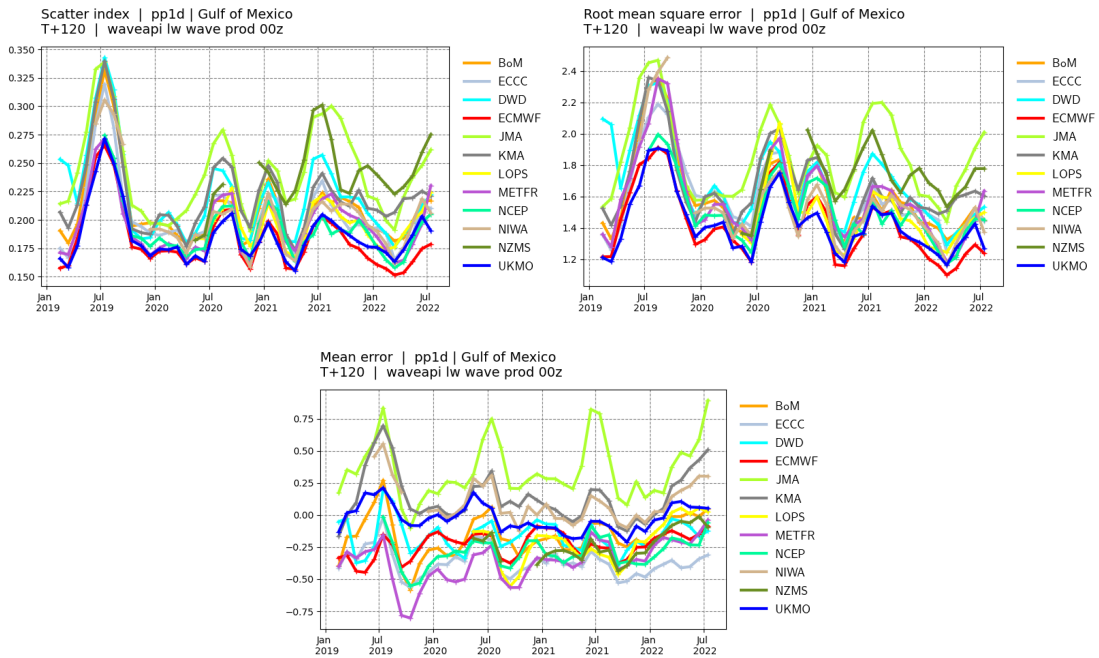 Scatter index | pp1d | Gulf of Mexico
T+120 | waveapi lw wave prod 00z
0.350
0.325
0.300
0.275
0.250
0.225
0.200
0.175
0.150
Jan 2019
Jul 2019
Jan 2020
Jul 2020
Jan 2021
Jul 2021
Jan 2022
Jul 2022
BoM
ECCC
DWD
ECMWF
JMA
KMA
LOPS
METFR
NCEP
NIWA
NZMS
UKMO
Root mean square error | pp1d | Gulf of Mexico
T+120 | waveapi lw wave prod 00z
2.4
2.2
2.0
1.8
1.6
1.4
1.2
Jan 2019
Jul 2019
Jan 2020
Jul 2020
Jan 2021
Jul 2021
Jan 2022
Jul 2022
BoM
ECCC
DWD
ECMWF
JMA
KMA
LOPS
METFR
NCEP
NIWA
NZMS
UKMO
Mean error | pp1d | Gulf of Mexico
T+120 | waveapi lw wave prod 00z
0.75
0.50
0.25
0.00
−0.25
−0.50
−0.75
Jan 2019
Jul 2019
Jan 2020
Jul 2020
Jan 2021
Jul 2021
Jan 2022
Jul 2022
BoM
ECCC
DWD
ECMWF
JMA
KMA
LOPS
METFR
NCEP
NIWA
NZMS
UKMO